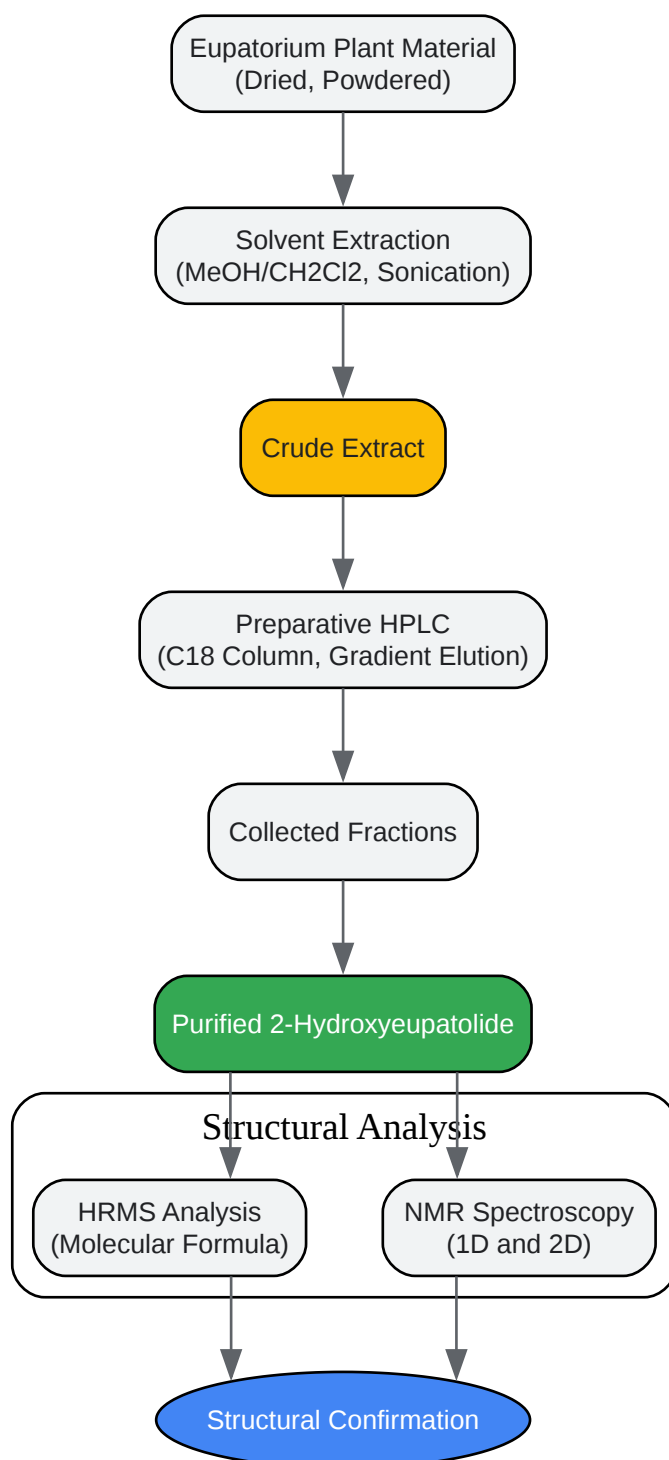 Eupatorium Plant Material
(Dried, Powdered)
Solvent Extraction
(MeOH/CH2Cl2, Sonication)
Crude Extract
Preparative HPLC
(C18 Column, Gradient Elution)
Collected Fractions
Purified 2-Hydroxyeupatolide
Structural Analysis
HRMS Analysis
(Molecular Formula)
NMR Spectroscopy
(1D and 2D)
Structural Confirmation